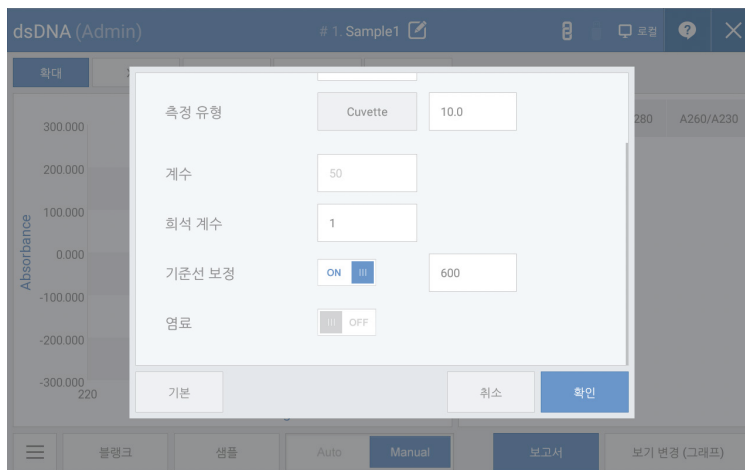 dsDNA (Admin)
# 1. Sample1
로컬
?
확대
280
A260/A230
측정 유형
Cuvette
10.0
계수
50
희석 계수
1
기준선 보정
ON
600
염료
OFF
기본
취소
확인
Absorbance
300.000
200.000
100.000
0.000
-100.000
-200.000
-300.000
220
블랭크
샘플
Auto
Manual
보고서
보기 변경 (그래프)